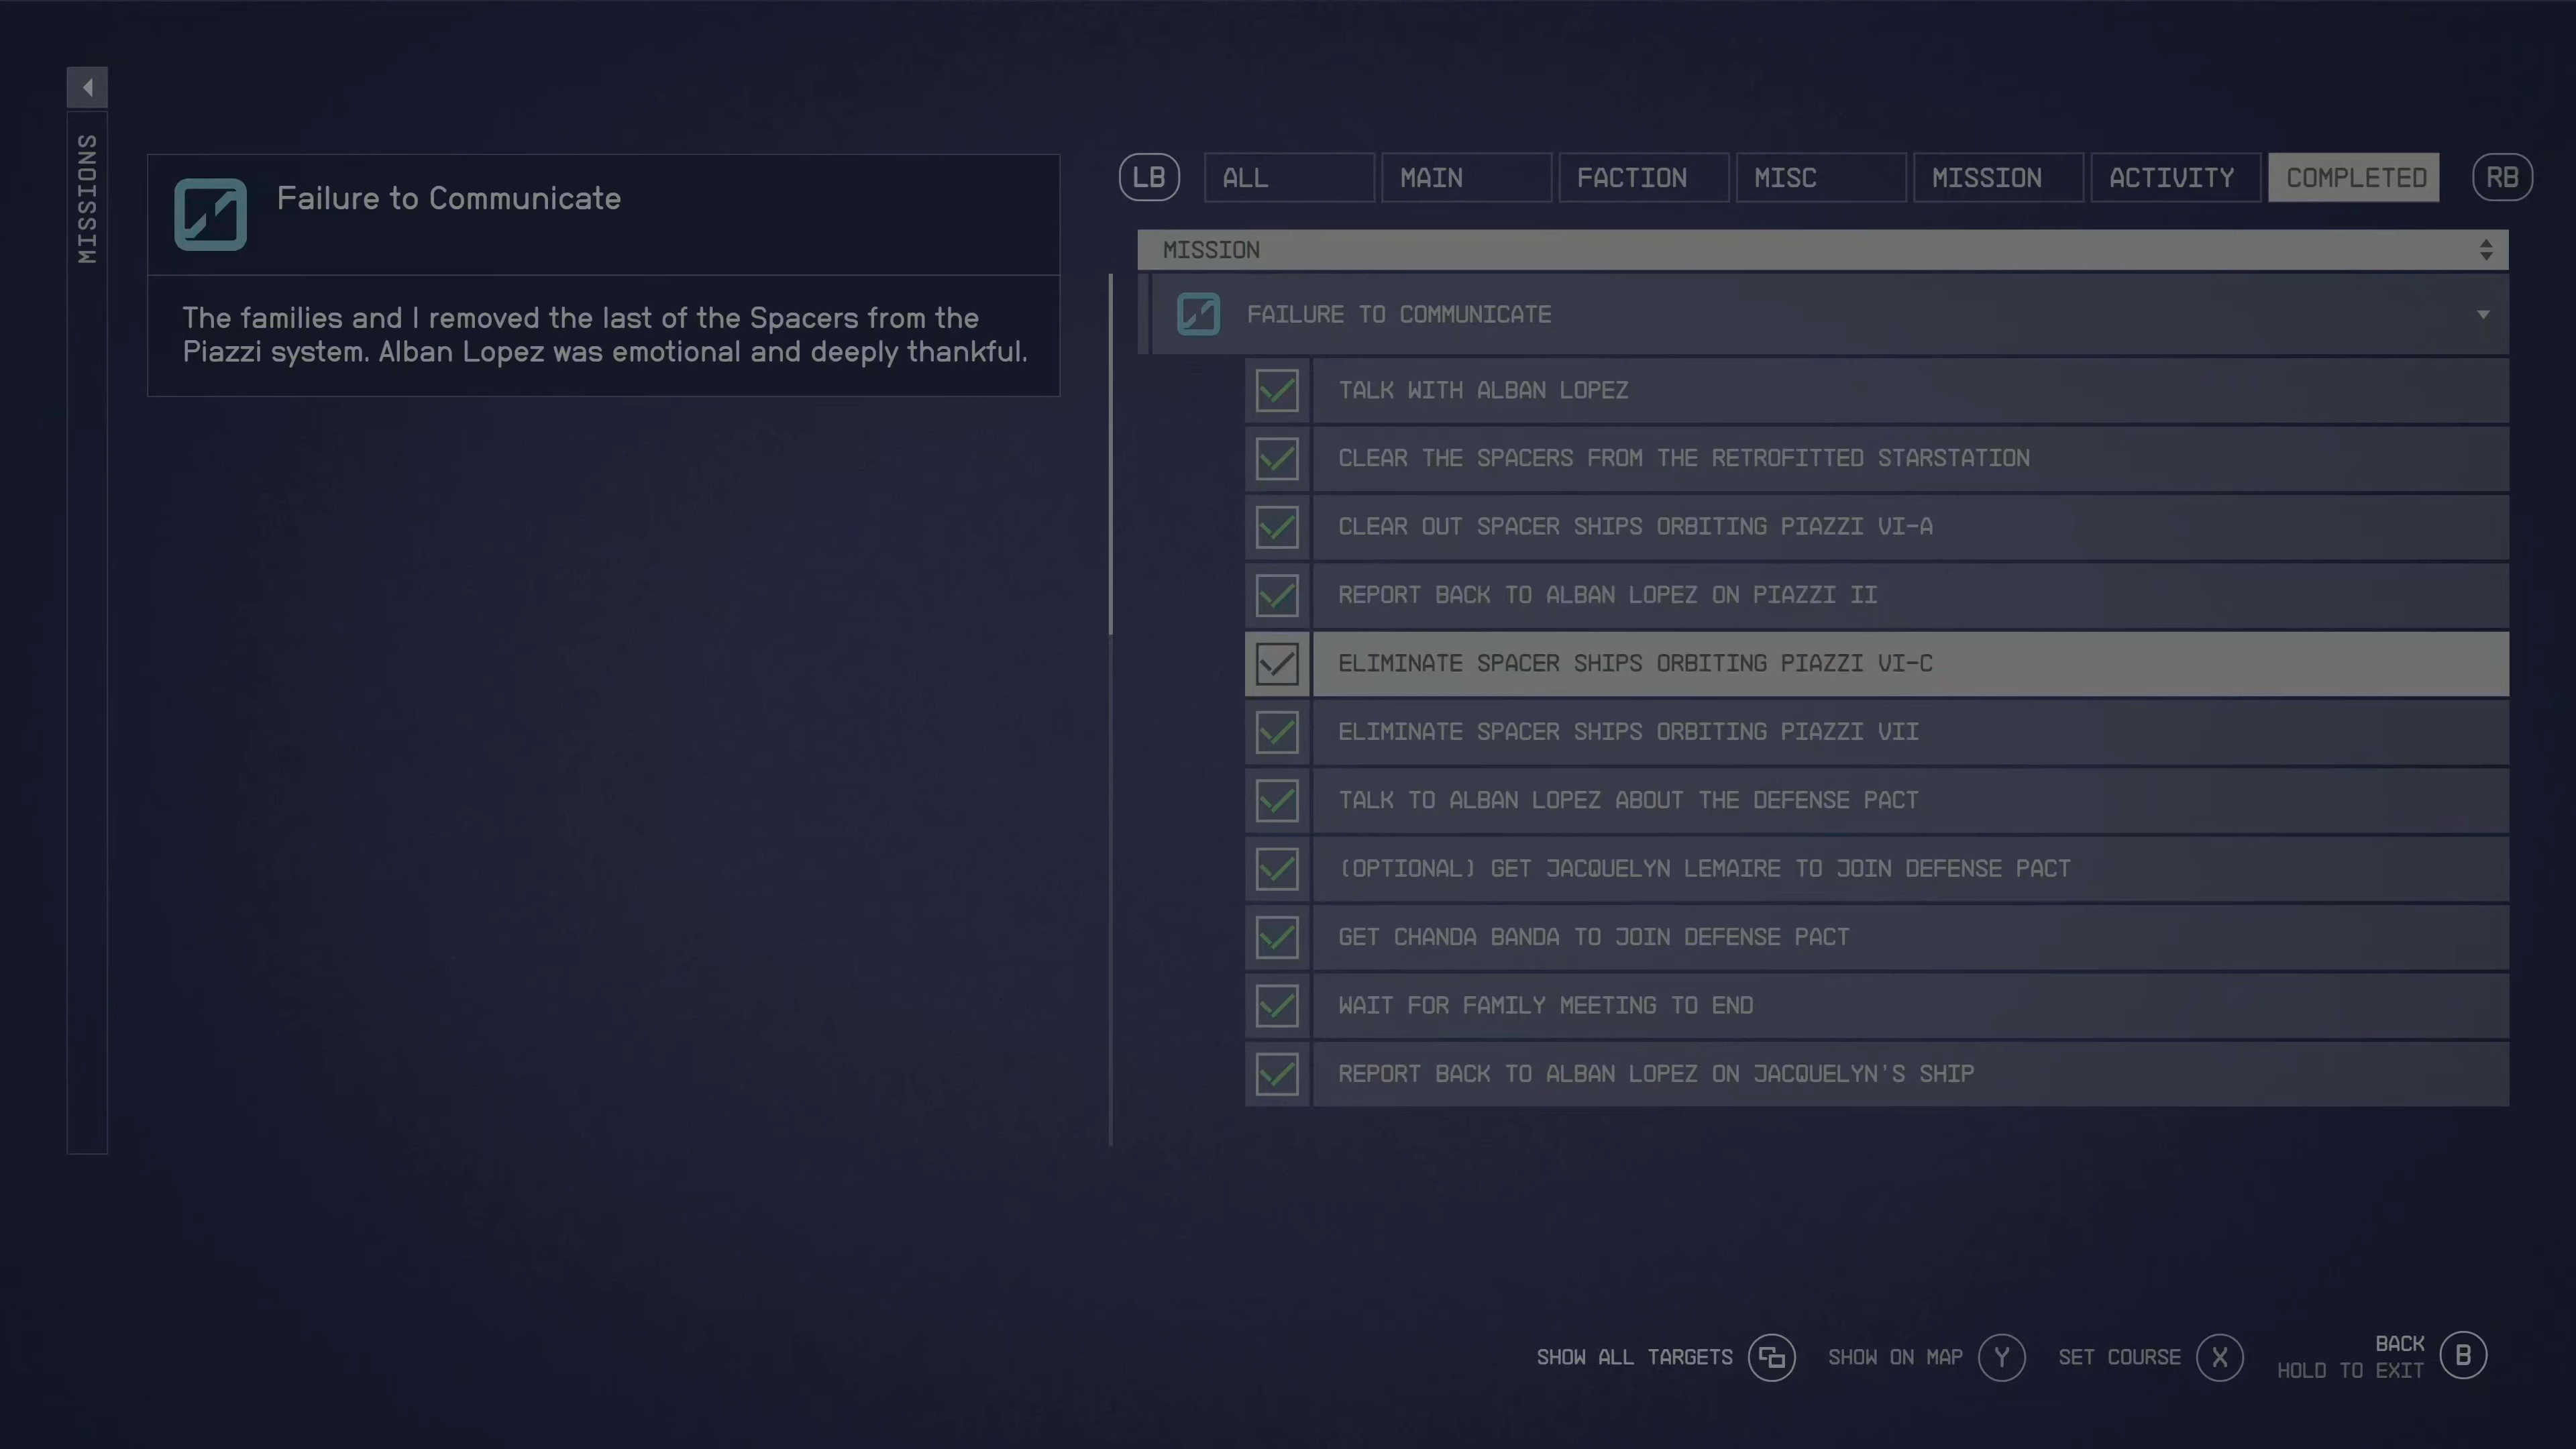 MISSIONS
Failure to Communicate
The families and I removed the last of the Spacers from the
Piazzi system. Alban Lopez was emotional and deeply thankful.
LB ALL MAIN FACTION MISC MISSION ACTIVITY COMPLETED RB
MISSION
FAILURE TO COMMUNICATE
TALK WITH ALBAN LOPEZ
CLEAR THE SPACERS FROM THE RETROFITTED STARSTATION
CLEAR OUT SPACER SHIPS ORBITING PIAZZI VI-A
REPORT BACK TO ALBAN LOPEZ ON PIAZZI II
ELIMINATE SPACER SHIPS ORBITING PIAZZI VI-C
ELIMINATE SPACER SHIPS ORBITING PIAZZI VII
TALK TO ALBAN LOPEZ ABOUT THE DEFENSE PACT
(OPTIONAL) GET JACQUELYN LEMAIRE TO JOIN DEFENSE PACT
GET CHANDA BANDA TO JOIN DEFENSE PACT
WAIT FOR FAMILY MEETING TO END
REPORT BACK TO ALBAN LOPEZ ON JACQUELYN'S SHIP
SHOW ALL TARGETS SHOW ON MAP Y SET COURSE X BACK B
HOLD TO EXIT